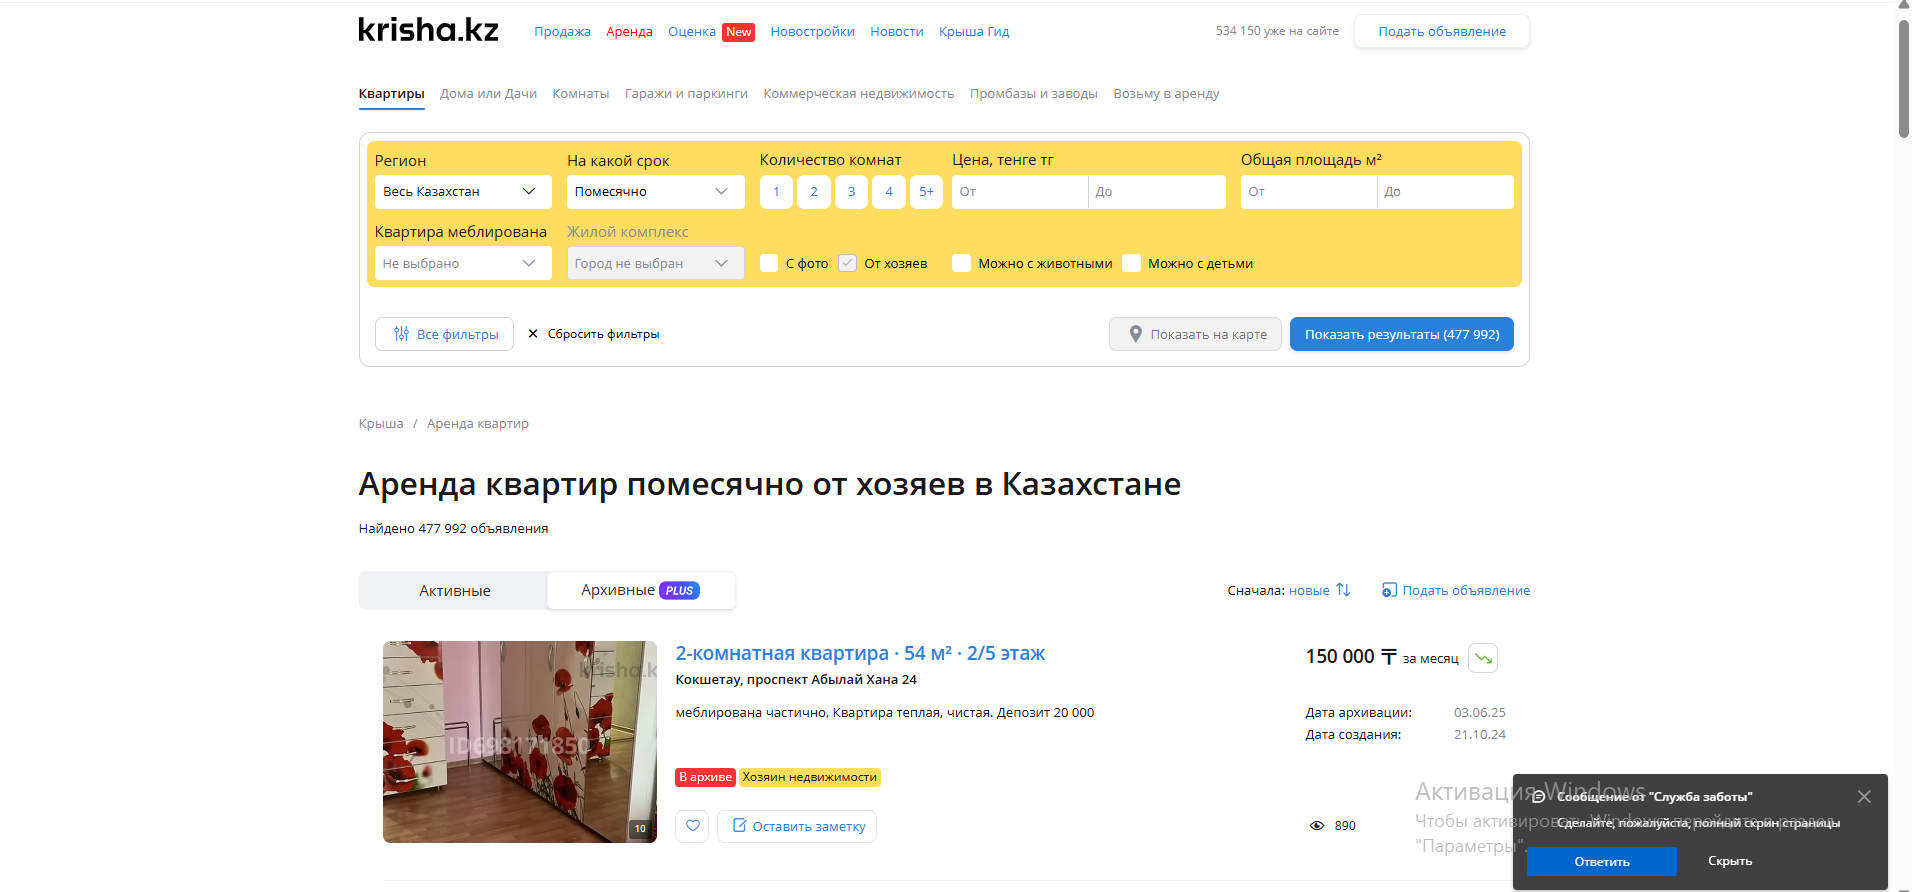 krisha.kz
Продажа Аренда Оценка New Новостройки Новости Крыша Гид
534 150 уже на сайте
Подать объявление
Квартиры Дома или Дачи Комнаты Гаражи и паркинги Коммерческая недвижимость Промбазы и заводы Возьму в аренду
Регион На какой срок Количество комнат Цена, тенге тг Общая площадь м²
Весь Казахстан Помесячно 1 2 3 4 5+ От До От До
Квартира меблирована Жилой комплекс
Не выбрано Город не выбран С фото От хозяев Можно с животными Можно с детьми
Все фильтры Сбросить фильтры Показать на карте Показать результаты (477 992)
Крыша / Аренда квартир
Аренда квартир помесячно от хозяев в Казахстане
Найдено 477 992 объявления
Активные Архивные PLUS Сначала: новые Подать объявление
2-комнатная квартира · 54 м² · 2/5 этаж
150 000 ₸ за месяц
Кокшетау, проспект Абылай Хана 24
меблирована частично, Квартира теплая, чистая. Депозит 20 000
Дата архивации: 03.06.25
Дата создания: 21.10.24
krisha.k
ID698171850
10
В архиве Хозяин недвижимости
Оставить заметку
890
Активация Windows
Чтобы активировать Windows, перейдите в раздел
"Параметры".
Сообщение от "Служба заботы"
Сделайте, пожалуйста, полный скрин страницы
Ответить Скрыть